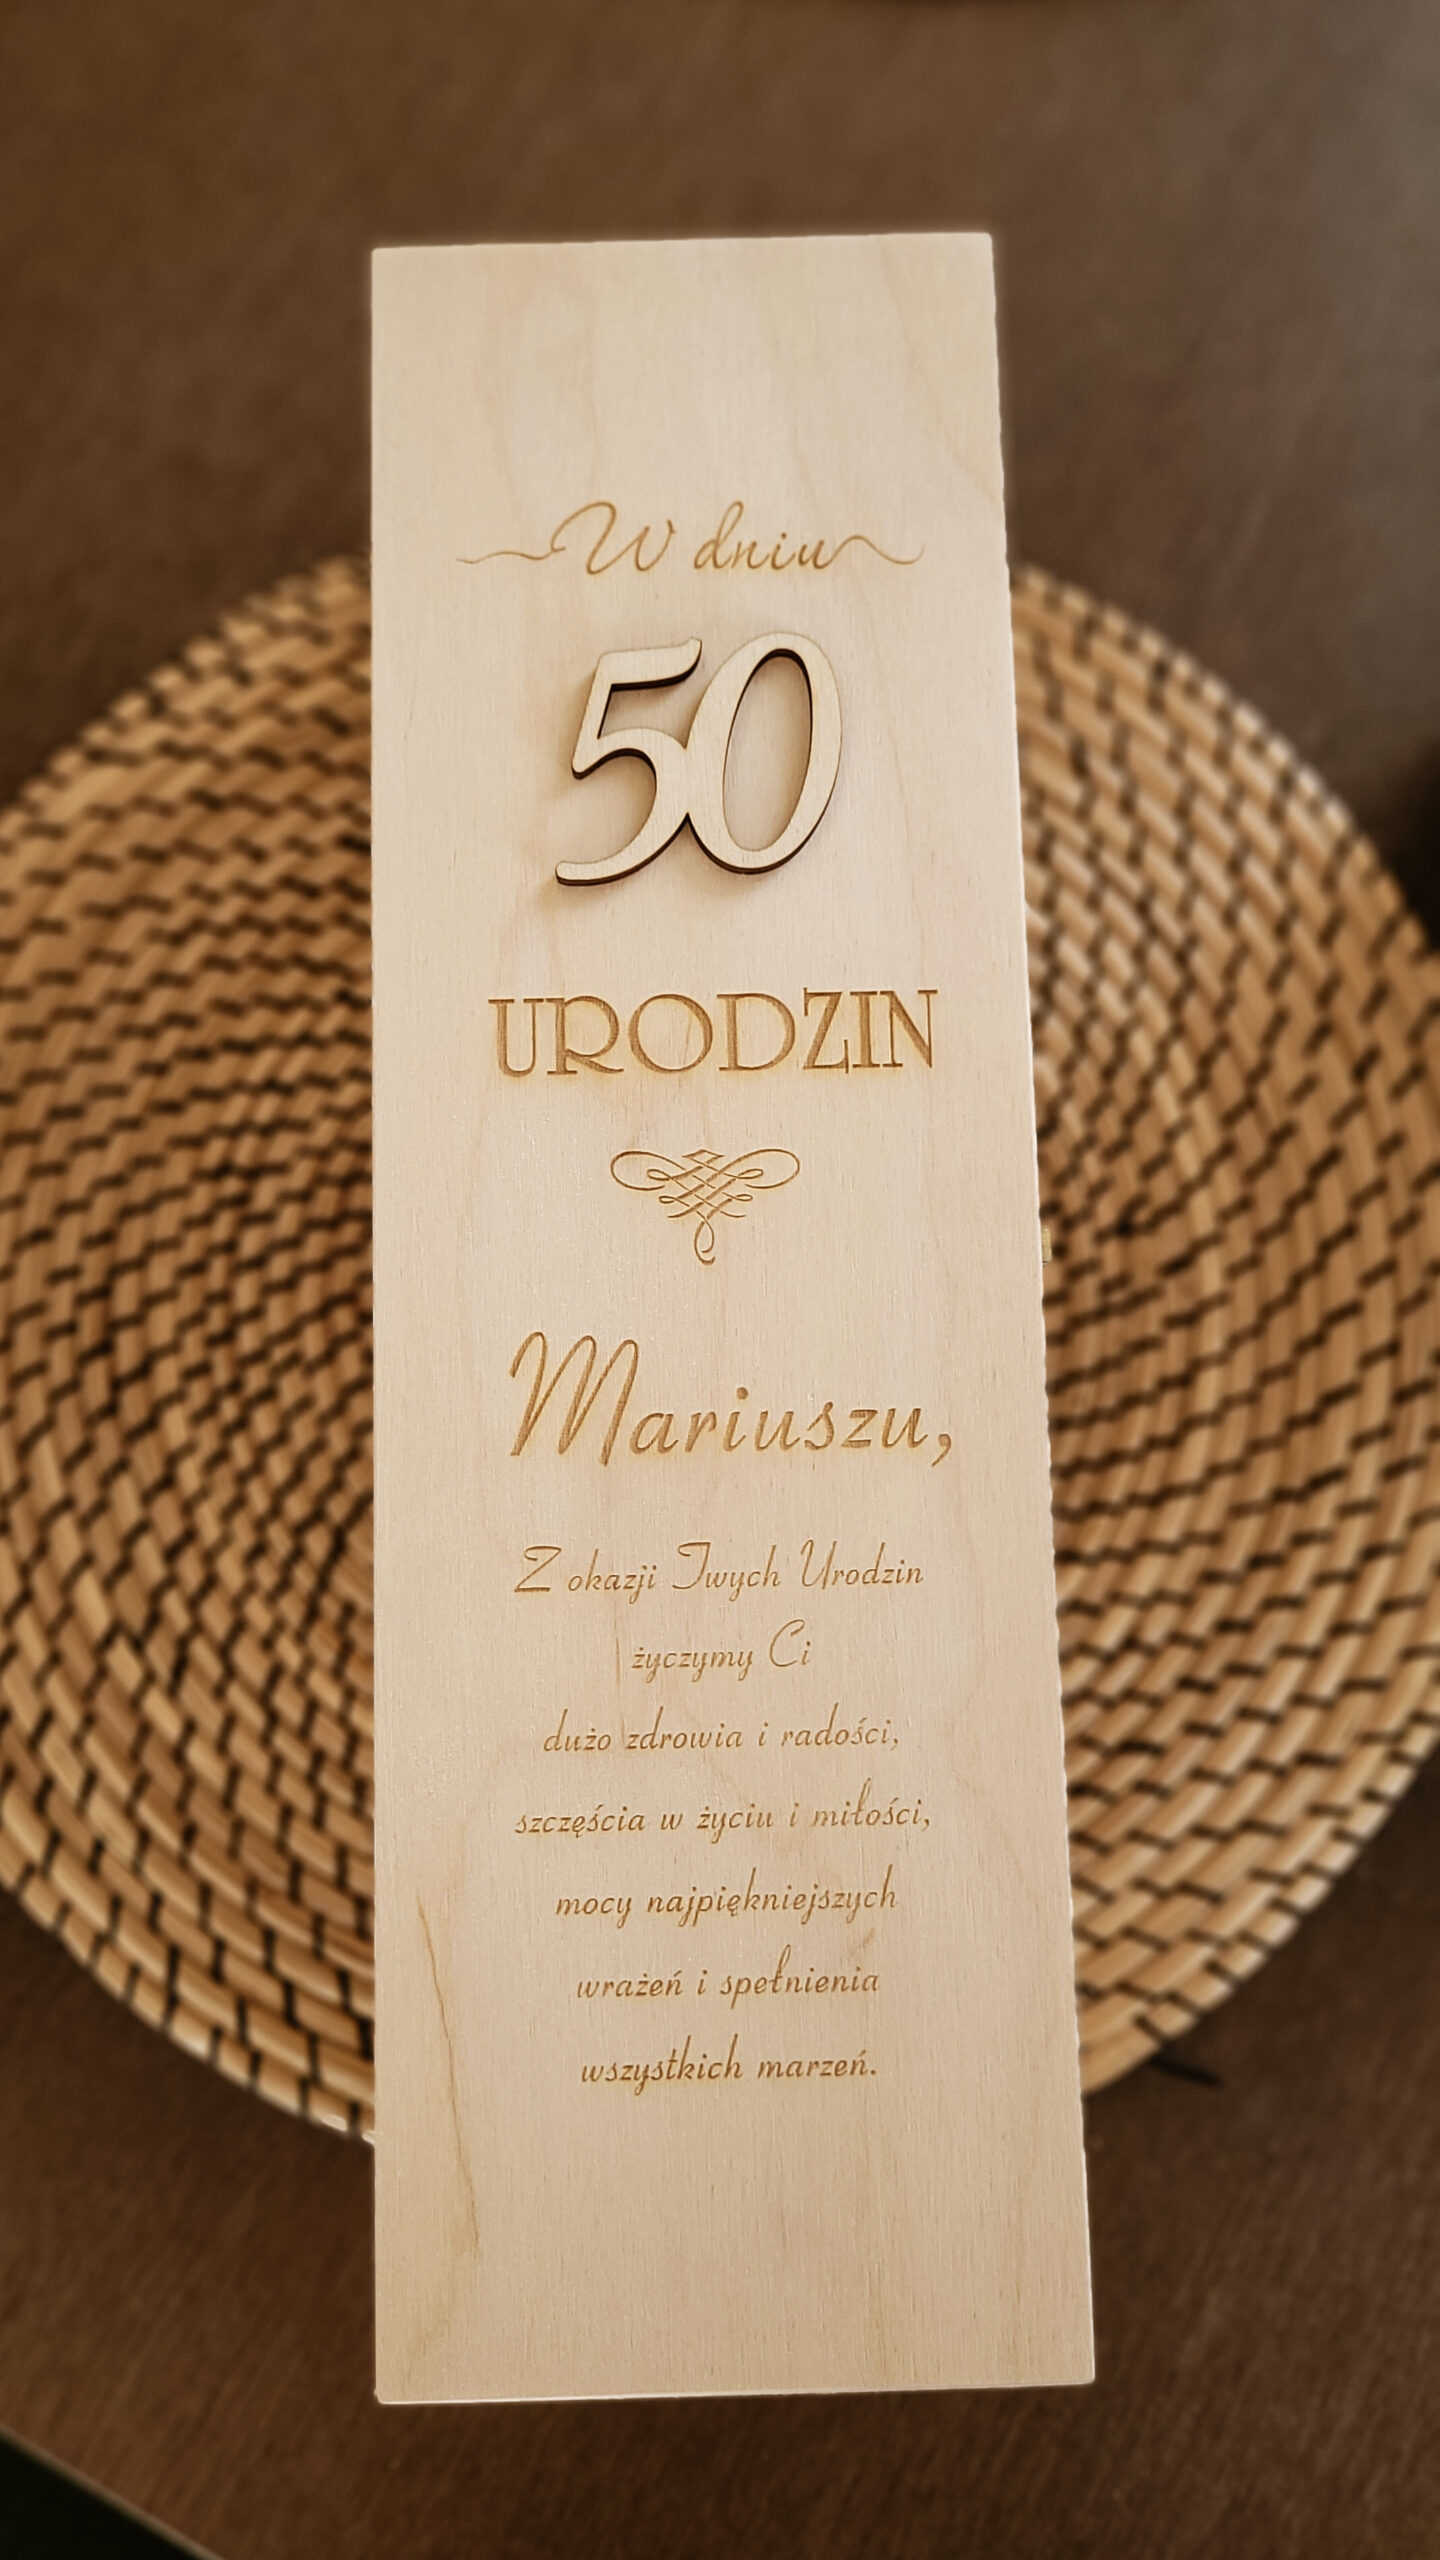 W dniu
50
URODZIN
Mariuszu,
Z okazji Twych Urodzin
życzymy Ci
dużo zdrowia i radości,
szczęścia w życiu i miłości,
mocy najpiękniejszych
wrażeń i spełnienia
wszystkich marzeń.